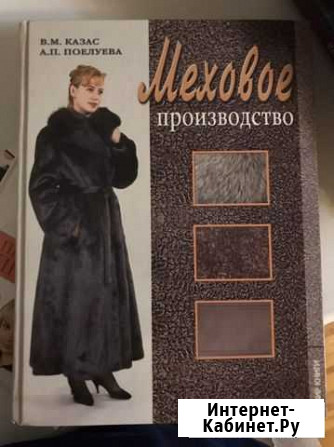 В.М. КАЗАС
А.П. ПОЕЛУЕВА
Меховое
производство
Интернет-
Кабинет.Ру